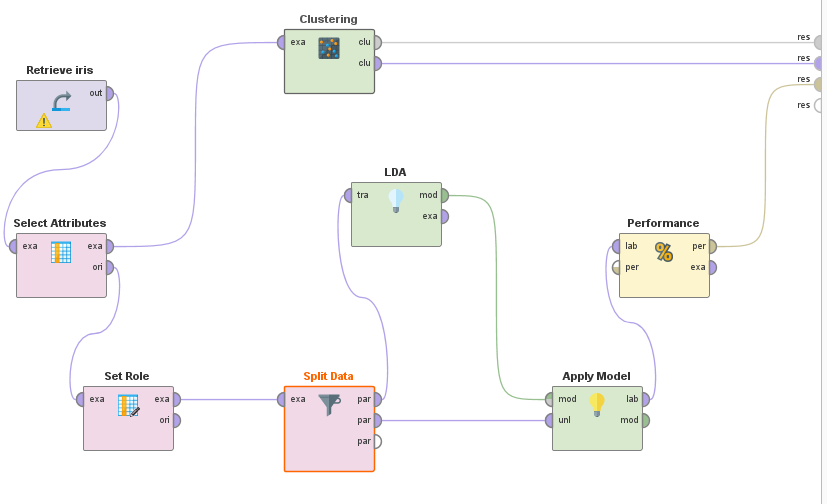 Clustering
exa clu res
clu res
Retrieve iris res
out
res
LDA
tra mod
exa
Select Attributes
exa exa
ori
Performance
lab per
per exa
Set Role
exa exa
ori
Split Data
exa par
par
par
Apply Model
mod lab
unl mod